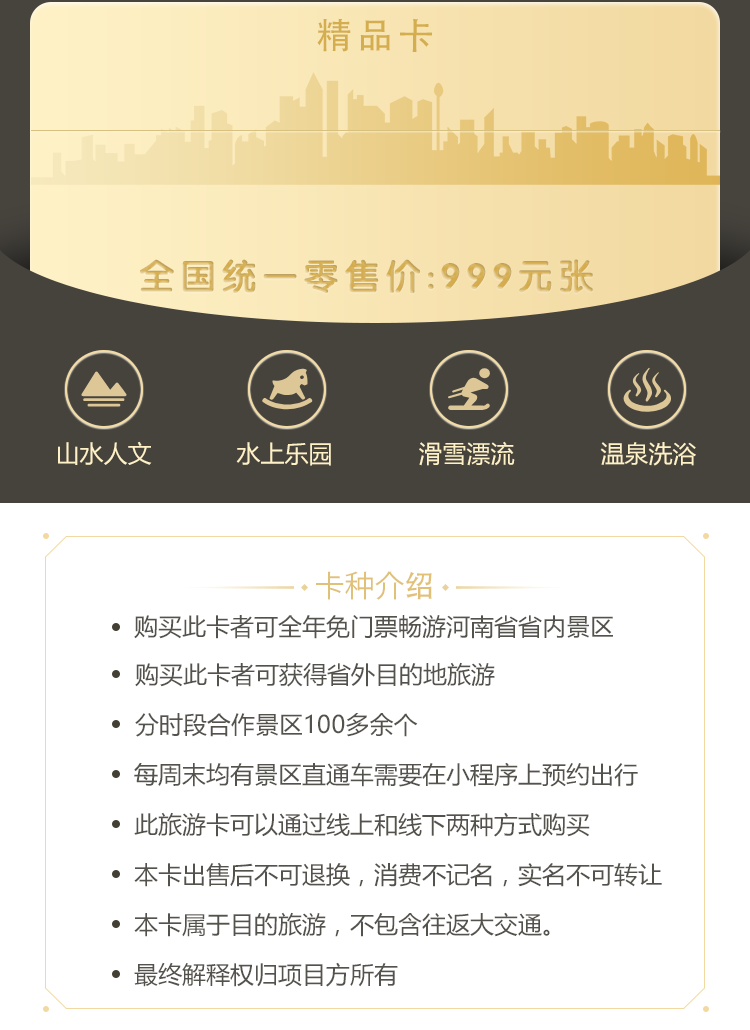 精品卡
全国统一零售价:999元张
山水人文
水上乐园
滑雪漂流
温泉洗浴
卡种介绍
• 购买此卡者可全年免门票畅游河南省省内景区
• 购买此卡者可获得省外目的地旅游
• 分时段合作景区100多余个
• 每周末均有景区直通车需要在小程序上预约出行
• 此旅游卡可以通过线上和线下两种方式购买
• 本卡出售后不可退换，消费不记名，实名不可转让
• 本卡属于目的旅游，不包含往返大交通。
• 最终解释权归项目方所有